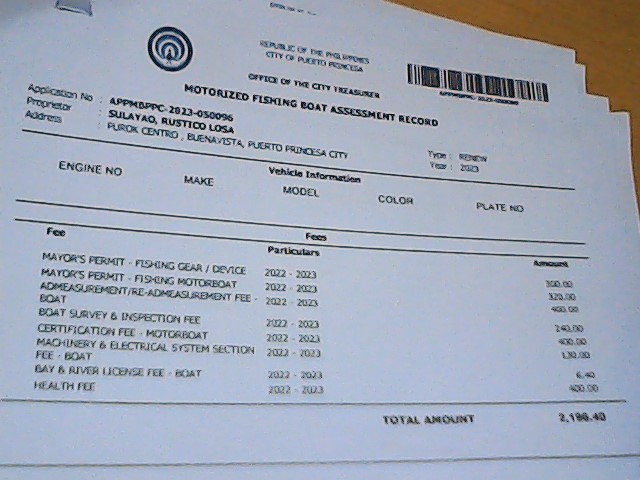 REPUBLIC OF THE PHILIPPINES
CITY OF PUERTO PRINCESA
OFFICE OF THE CITY TREASURER
APPMBPPC-2023-050096
MOTORIZED FISHING BOAT ASSESSMENT RECORD
Application No : APPMBPPC-2023-050096
Proprietor : SULAYAO, RUSTICO LOSA
Address : PUROK CENTRO , BUENAVISTA, PUERTO PRINCESA CITY
Type : RENEW
Year : 2023
Vehicle Information
ENGINE NO MAKE MODEL COLOR PLATE NO
Fees
Fee Particulars Amount
MAYOR'S PERMIT - FISHING GEAR / DEVICE 2022 - 2023 300.00
MAYOR'S PERMIT - FISHING MOTORBOAT 2022 - 2023 320.00
ADMEASUREMENT/RE-ADMEASUREMENT FEE - 2022 - 2023 400.00
BOAT
BOAT SURVEY & INSPECTION FEE 2022 - 2023 240.00
CERTIFICATION FEE - MOTORBOAT 2022 - 2023 400.00
MACHINERY & ELECTRICAL SYSTEM SECTION 2022 - 2023 130.00
FEE - BOAT
BAY & RIVER LICENSE FEE - BOAT 2022 - 2023 6.40
HEALTH FEE 2022 - 2023 400.00
TOTAL AMOUNT 2,196.40